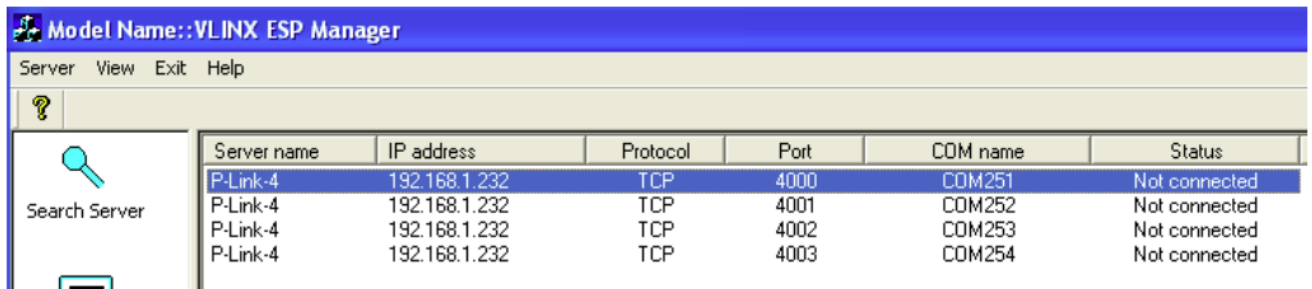 Model Name::VLINX ESP Manager
Server View Exit Help
Server name IP address Protocol Port COM name Status
P-Link-4 192.168.1.232 TCP 4000 COM251 Not connected
Search Server P-Link-4 192.168.1.232 TCP 4001 COM252 Not connected
P-Link-4 192.168.1.232 TCP 4002 COM253 Not connected
P-Link-4 192.168.1.232 TCP 4003 COM254 Not connected